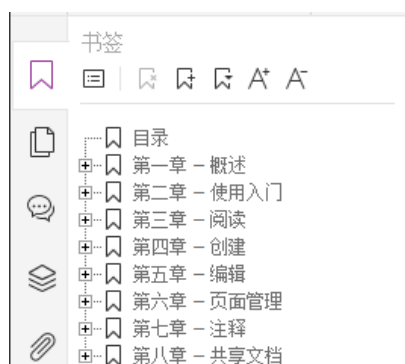 书签
目录
第一章 – 概述
第二章 – 使用入门
第三章 – 阅读
第四章 – 创建
第五章 – 编辑
第六章 – 页面管理
第七章 – 注释
第八章 – 共享文档